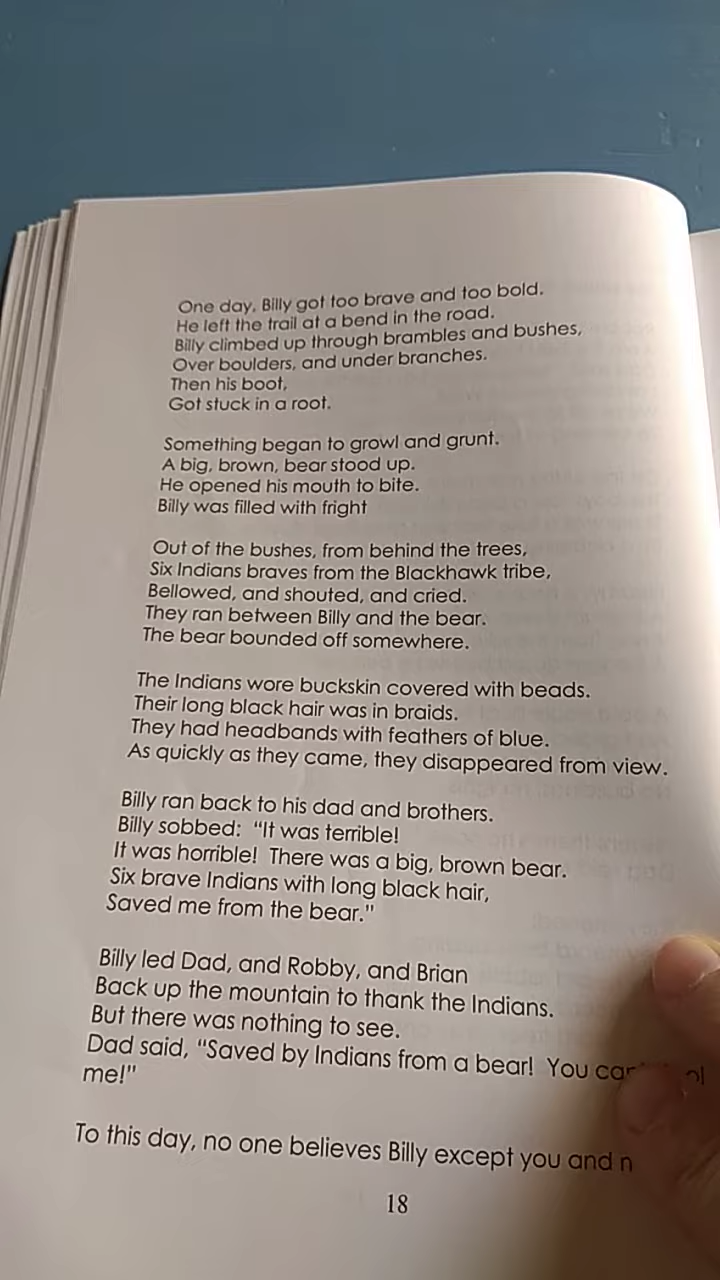 One day, Billy got too brave and too bold.
He left the trail at a bend in the road.
Billy climbed up through brambles and bushes,
Over boulders, and under branches.
Then his boot,
Got stuck in a root.
Something began to growl and grunt.
A big, brown, bear stood up.
He opened his mouth to bite.
Billy was filled with fright
Out of the bushes, from behind the trees,
Six Indians braves from the Blackhawk tribe,
Bellowed, and shouted, and cried.
They ran between Billy and the bear.
The bear bounded off somewhere.
The Indians wore buckskin covered with beads.
Their long black hair was in braids.
They had headbands with feathers of blue.
As quickly as they came, they disappeared from view.
Billy ran back to his dad and brothers.
Billy sobbed: "It was terrible!
It was horrible! There was a big, brown bear.
Six brave Indians with long black hair,
Saved me from the bear."
Billy led Dad, and Robby, and Brian
Back up the mountain to thank the Indians.
But there was nothing to see.
Dad said, "Saved by Indians from a bear! You
me!"
To this day, no one believes Billy except you and
18